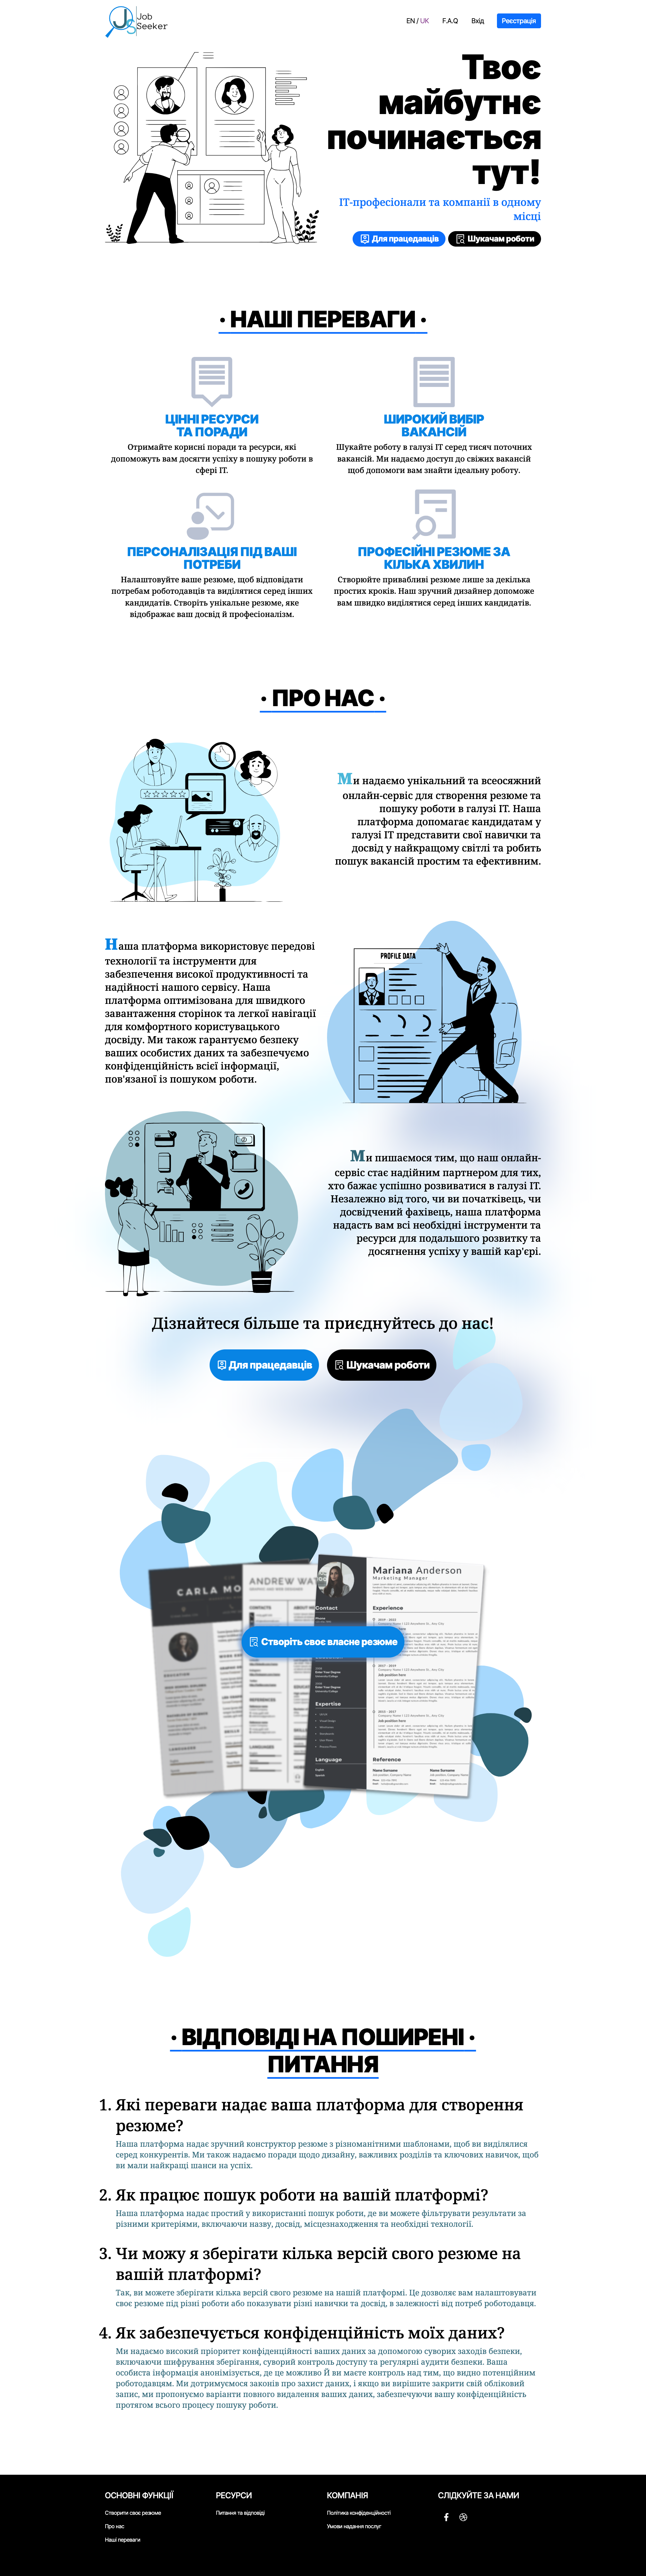 Job
Seeker
EN / UK
F.A.Q
Вхід
Реєстрація
Твоє
майбутнє
починається
тут!
ІТ-професіонали та компанії в одному
місці
Для працедавців
Шукачам роботи
· НАШІ ПЕРЕВАГИ ·
ЦІННІ РЕСУРСИ
ТА ПОРАДИ
Отримайте корисні поради та ресурси, які
допоможуть вам досягти успіху в пошуку роботи в
сфері ІТ.
ШИРОКИЙ ВИБІР
ВАКАНСІЙ
Шукайте роботу в галузі ІТ серед тисяч поточних
вакансій. Ми надаємо доступ до свіжих вакансій
щоб допомоги вам знайти ідеальну роботу.
ПЕРСОНАЛІЗАЦІЯ ПІД ВАШІ
ПОТРЕБИ
Налаштовуйте ваше резюме, щоб відповідати
потребам роботодавців та виділятися серед інших
кандидатів. Створіть унікальне резюме, яке
відображає ваш досвід й професіоналізм.
ПРОФЕСІЙНІ РЕЗЮМЕ ЗА
КІЛЬКА ХВИЛИН
Створюйте привабливі резюме лише за декілька
простих кроків. Наш зручний дизайнер допоможе
вам швидко виділятися серед інших кандидатів.
· ПРО НАС ·
Ми надаємо унікальний та всеосяжний
онлайн-сервіс для створення резюме та
пошуку роботи в галузі ІТ. Наша
платформа допомагає кандидатам у
галузі ІТ представити свої навички та
досвід у найкращому світлі та робить
пошук вакансій простим та ефективним.
Наша платформа використовує передові
технології та інструменти для
забезпечення високої продуктивності та
надійності нашого сервісу. Наша
платформа оптимізована для швидкого
завантаження сторінок та легкої навігації
для комфортного користувацького
досвіду. Ми також гарантуємо безпеку
ваших особистих даних та забезпечуємо
конфіденційність всієї інформації,
пов'язаної із пошуком роботи.
PROFILE DATA
Ми пишаємося тим, що наш онлайн-
сервіс стає надійним партнером для тих,
хто бажає успішно розвиватися в галузі ІТ.
Незалежно від того, чи ви початківець, чи
досвідчений фахівець, наша платформа
надасть вам всі необхідні інструменти та
ресурси для подальшого розвитку та
досягнення успіху у вашій кар'єрі.
Дізнайтеся більше та приєднуйтесь до нас!
Для працедавців
Шукачам роботи
CARLA MO
ANDREW WAT
Mariana Anderson
Marketing Manager
Contact
Experience
Створіть своє власне резюме
Expertise
Language
Reference
· ВІДПОВІДІ НА ПОШИРЕНІ ·
ПИТАННЯ
1. Які переваги надає ваша платформа для створення
резюме?
Наша платформа надає зручний конструктор резюме з різноманітними шаблонами, щоб ви виділялися
серед конкурентів. Ми також надаємо поради щодо дизайну, важливих розділів та ключових навичок, щоб
ви мали найкращі шанси на успіх.
2. Як працює пошук роботи на вашій платформі?
Наша платформа надає простий у використанні пошук роботи, де ви можете фільтрувати результати за
різними критеріями, включаючи назву, досвід, місцезнаходження та необхідні технології.
3. Чи можу я зберігати кілька версій свого резюме на
вашій платформі?
Так, ви можете зберігати кілька версій свого резюме на нашій платформі. Це дозволяє вам налаштовувати
своє резюме під різні роботи або показувати різні навички та досвід, в залежності від потреб роботодавця.
4. Як забезпечується конфіденційність моїх даних?
Ми надаємо високий пріоритет конфіденційності ваших даних за допомогою суворих заходів безпеки,
включаючи шифрування зберігання, суворий контроль доступу та регулярні аудити безпеки. Ваша
особиста інформація анонімізується, де це можливо Й ви маєте контроль над тим, що видно потенційним
роботодавцям. Ми дотримуємося законів про захист даних, і якщо ви вирішите закрити свій обліковий
запис, ми пропонуємо варіанти повного видалення ваших даних, забезпечуючи вашу конфіденційність
протягом всього процесу пошуку роботи.
ОСНОВНІ ФУНКЦІЇ
Створити своє резюме
Про нас
Наші переваги
РЕСУРСИ
Питання та відповіді
КОМПАНІЯ
Політика конфіденційності
Умови надання послуг
СЛІДКУЙТЕ ЗА НАМИ